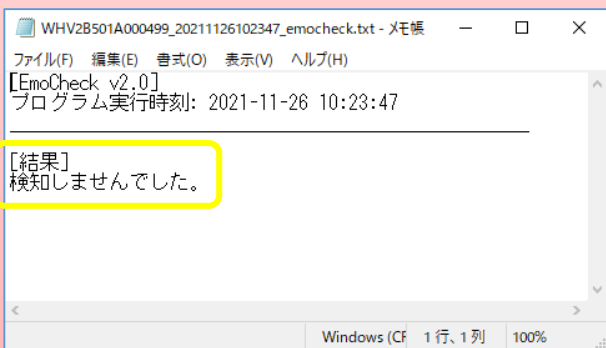 WHV2B501A000499_20211126102347_emocheck.txt - メモ帳
ファイル(F) 編集(E) 書式(O) 表示(V) ヘルプ(H)
[EmoCheck v2.0]
プログラム実行時刻: 2021-11-26 10:23:47
[結果]
検知しませんでした。
Windows (CF 1 行、1 列 100%